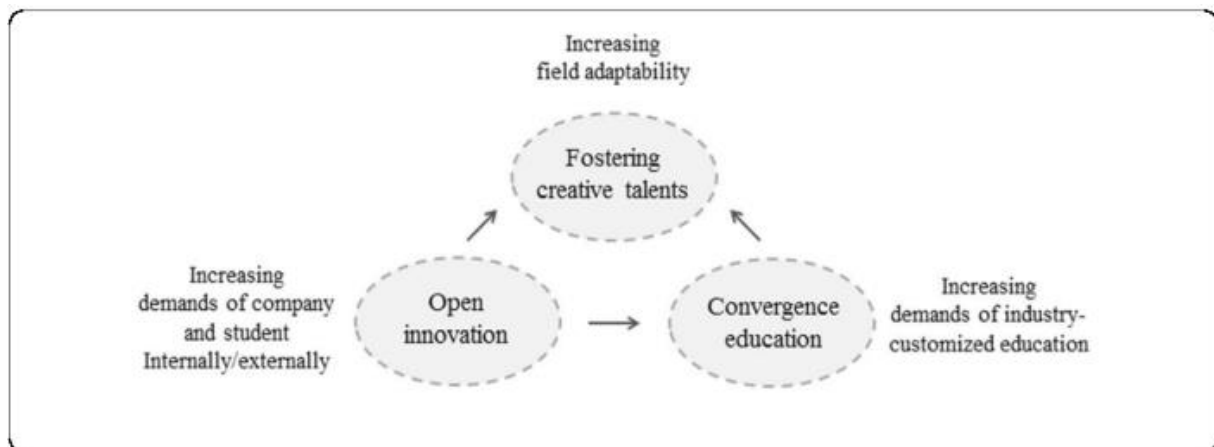 Increasing
field adaptability
Fostering
creative talents
Increasing
demands of company
and student
Internally/externally
Open
innovation
Convergence
education
Increasing
demands of industry-
customized education